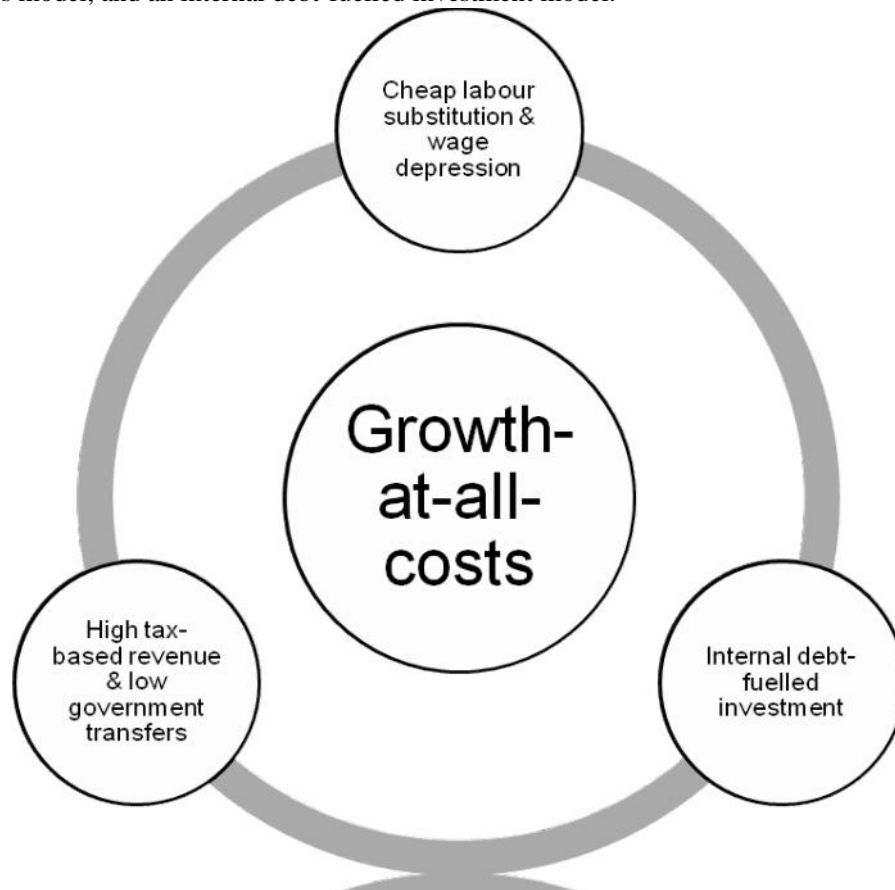 s model, and an internal debt-fuelled investment model.
Cheap labour
substitution &
wage
depression
Growth-
at-all-
costs
High tax-
based revenue
& low
government
transfers
Internal debt-
fuelled
investment